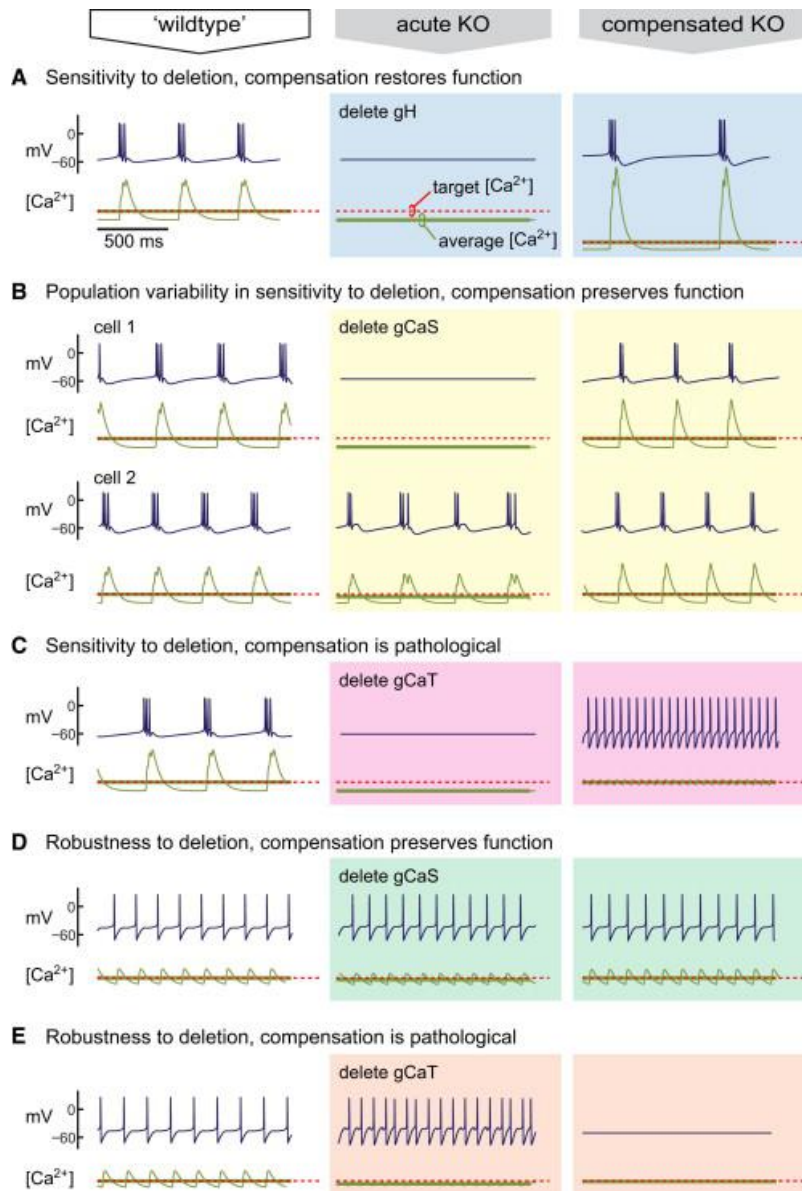 'wildtype' acute KO compensated KO
A Sensitivity to deletion, compensation restores function
delete gH
mV
0
−60
[Ca²⁺]
target [Ca²⁺]
average [Ca²⁺]
500 ms
B Population variability in sensitivity to deletion, compensation preserves function
cell 1
delete gCaS
mV
0
−60
[Ca²⁺]
cell 2
mV
0
−60
[Ca²⁺]
C Sensitivity to deletion, compensation is pathological
delete gCaT
mV
0
−60
[Ca²⁺]
D Robustness to deletion, compensation preserves function
delete gCaS
mV
0
−60
[Ca²⁺]
E Robustness to deletion, compensation is pathological
delete gCaT
mV
0
−60
[Ca²⁺]